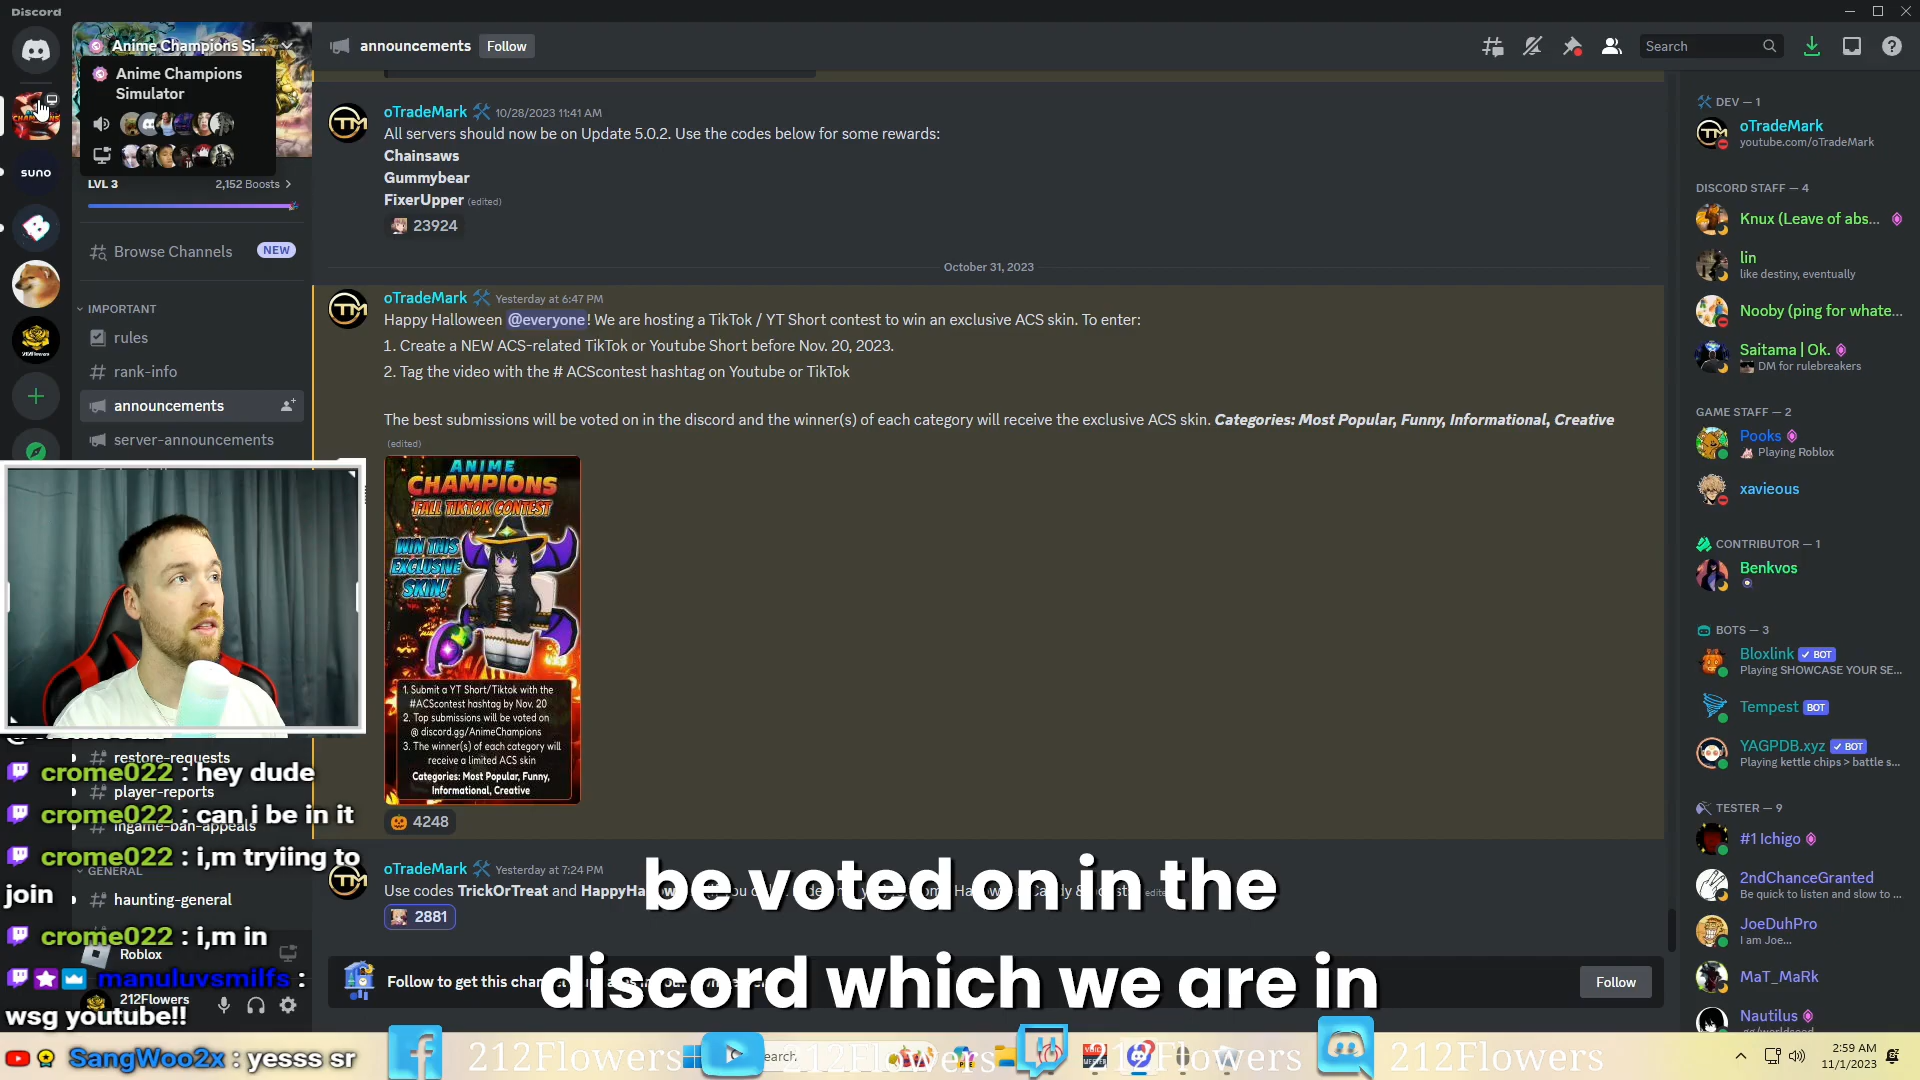 Discord
Anime Champions Si...
Anime Champions
Simulator
announcements
Follow
Search
suno
LVL 3
2,152 Boosts
Browse Channels
NEW
IMPORTANT
rules
rank-info
announcements
server-announcements
restore-requests
player-reports
ingame-ban-appeals
GENERAL
haunting-general
Roblox
212Flowers
oTradeMark 10/28/2023 11:41 AM
All servers should now be on Update 5.0.2. Use the codes below for some rewards:
Chainsaws
Gummybear
FixerUpper (edited)
23924
October 31, 2023
oTradeMark Yesterday at 6:47 PM
Happy Halloween @everyone! We are hosting a TikTok / YT Short contest to win an exclusive ACS skin. To enter:
1. Create a NEW ACS-related TikTok or Youtube Short before Nov. 20, 2023.
2. Tag the video with the # ACScontest hashtag on Youtube or TikTok
The best submissions will be voted on in the discord and the winner(s) of each category will receive the exclusive ACS skin. Categories: Most Popular, Funny, Informational, Creative
(edited)
ANIME
CHAMPIONS
FALL TIKTOK CONTEST
WIN THIS
EXCLUSIVE
SKIN!
1. Submit a YT Short/Tiktok with the
#ACScontest hashtag by Nov. 20
2. Top submissions will be voted on
@ discord.gg/AnimeChampions
3. The winner(s) of each category will
receive a limited ACS skin
Categories: Most Popular, Funny,
Informational, Creative
4248
oTradeMark Yesterday at 7:24 PM
Use codes TrickOrTreat and
2881
Follow to get this
Follow
be voted on in the
discord which we are in
crome022 : hey dude
crome022 : can i be in it
crome022 : i,m tryiing to
join
crome022 : i,m in
manuluvsmilfs :
wsg youtube!!
SangWoo2x : yesss sr
212Flowers
212Flowers
212Flowers
212Flowers
2:59 AM
11/1/2023
DEV — 1
oTradeMark
youtube.com/oTradeMark
DISCORD STAFF — 4
Knux (Leave of abs...
lin
like destiny, eventually
Nooby (ping for whate...
Saitama | Ok.
DM for rulebreakers
GAME STAFF — 2
Pooks
Playing Roblox
xavieous
CONTRIBUTOR — 1
Benkvos
BOTS — 3
Bloxlink BOT
Playing SHOWCASE YOUR SE...
Tempest BOT
YAGPDB.xyz BOT
Playing kettle chips > battle s...
TESTER — 9
#1 Ichigo
2ndChanceGranted
Be quick to listen and slow to ...
JoeDuhPro
I am Joe...
MaT_MaRk
Nautilus